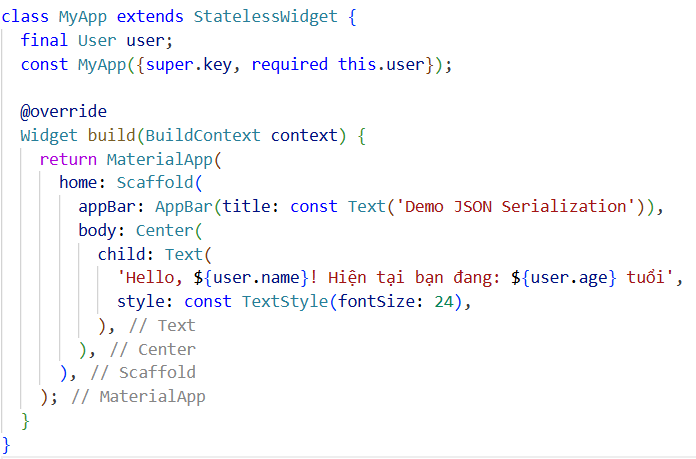 class MyApp extends StatelessWidget {
  final User user;
  const MyApp({super.key, required this.user});

  @override
  Widget build(BuildContext context) {
    return MaterialApp(
      home: Scaffold(
        appBar: AppBar(title: const Text('Demo JSON Serialization')),
        body: Center(
          child: Text(
            'Hello, ${user.name}! Hiện tại bạn đang: ${user.age} tuổi',
            style: const TextStyle(fontSize: 24),
          ), // Text
        ), // Center
      ), // Scaffold
    ); // MaterialApp
  }
}